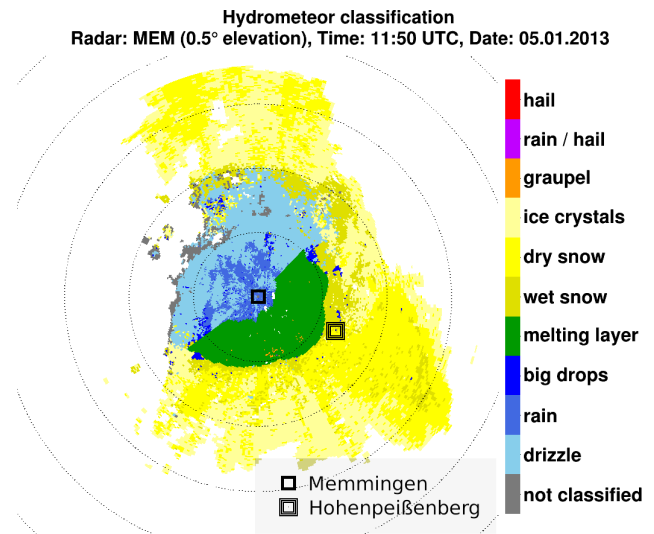 Hydrometeor classification
Radar: MEM (0.5° elevation), Time: 11:50 UTC, Date: 05.01.2013
hail
rain / hail
graupel
ice crystals
dry snow
wet snow
melting layer
big drops
rain
drizzle
not classified
Memmingen
Hohenpeißenberg